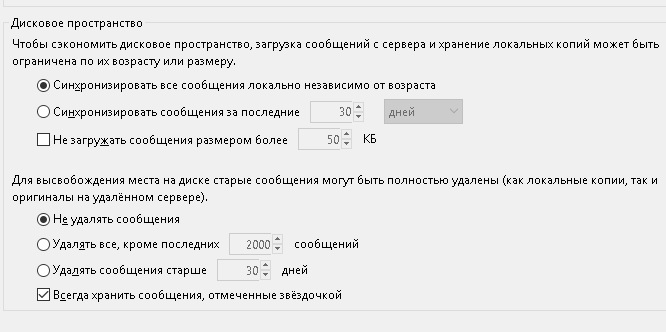 Дисковое пространство
Чтобы сэкономить дисковое пространство, загрузка сообщений с сервера и хранение локальных копий может быть
ограничена по их возрасту или размеру.
Синхронизировать все сообщения локально независимо от возраста
Синхронизировать сообщения за последние 30 дней
Не загружать сообщения размером более 50 КБ
Для высвобождения места на диске старые сообщения могут быть полностью удалены (как локальные копии, так и
оригиналы на удалённом сервере).
Не удалять сообщения
Удалять все, кроме последних 2000 сообщений
Удалять сообщения старше 30 дней
Всегда хранить сообщения, отмеченные звёздочкой